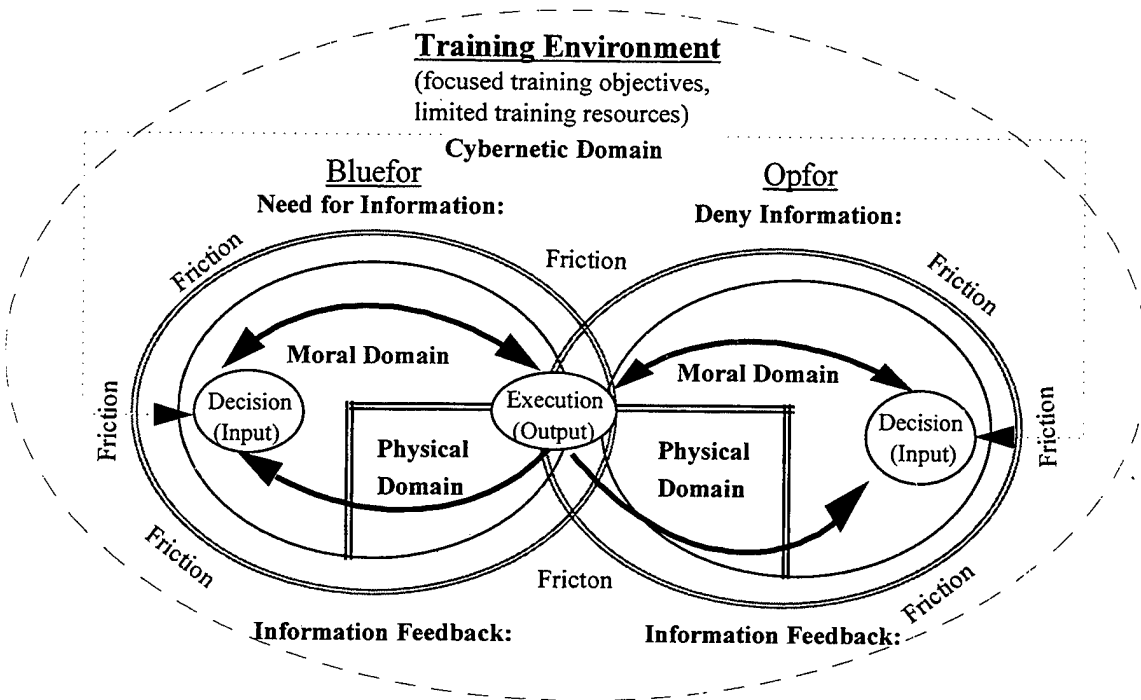 Training Environment
(focused training objectives,
limited training resources)
Cybernetic Domain
Bluefor
Need for Information:
Opfor
Deny Information:
Friction
Friction
Friction
Moral Domain
Moral Domain
Friction
Decision
(Input)
Execution
(Output)
Decision
(Input)
Friction
Physical
Domain
Physical
Domain
Friction
Fricton
Friction
Information Feedback:
Information Feedback: